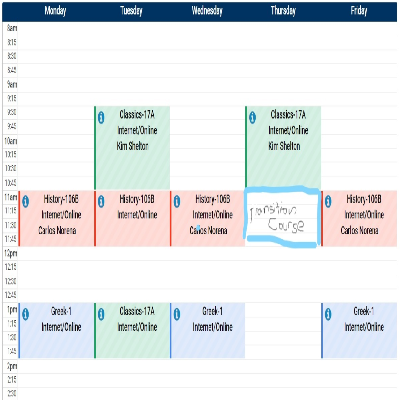 Monday Tuesday Wednesday Thursday Friday
8am
8:15
8:30
8:45
9am
9:15
9:30
9:45
10am
10:15
10:30
10:45
11am
11:15
11:30
11:45
12pm
12:15
12:30
12:45
1pm
1:15
1:30
1:45
2pm
2:15
2:30
Classics-17A
Internet/Online
Kim Shelton
Classics-17A
Internet/Online
Kim Shelton
History-106B
Internet/Online
Carlos Norena
History-106B
Internet/Online
History-106B
Internet/Online
Carlos Norena
Transition
Course
History-106B
Internet/Online
Carlos Norena
Greek-1
Internet/Online
Classics-17A
Internet/Online
Greek-1
Internet/Online
Greek-1
Internet/Online